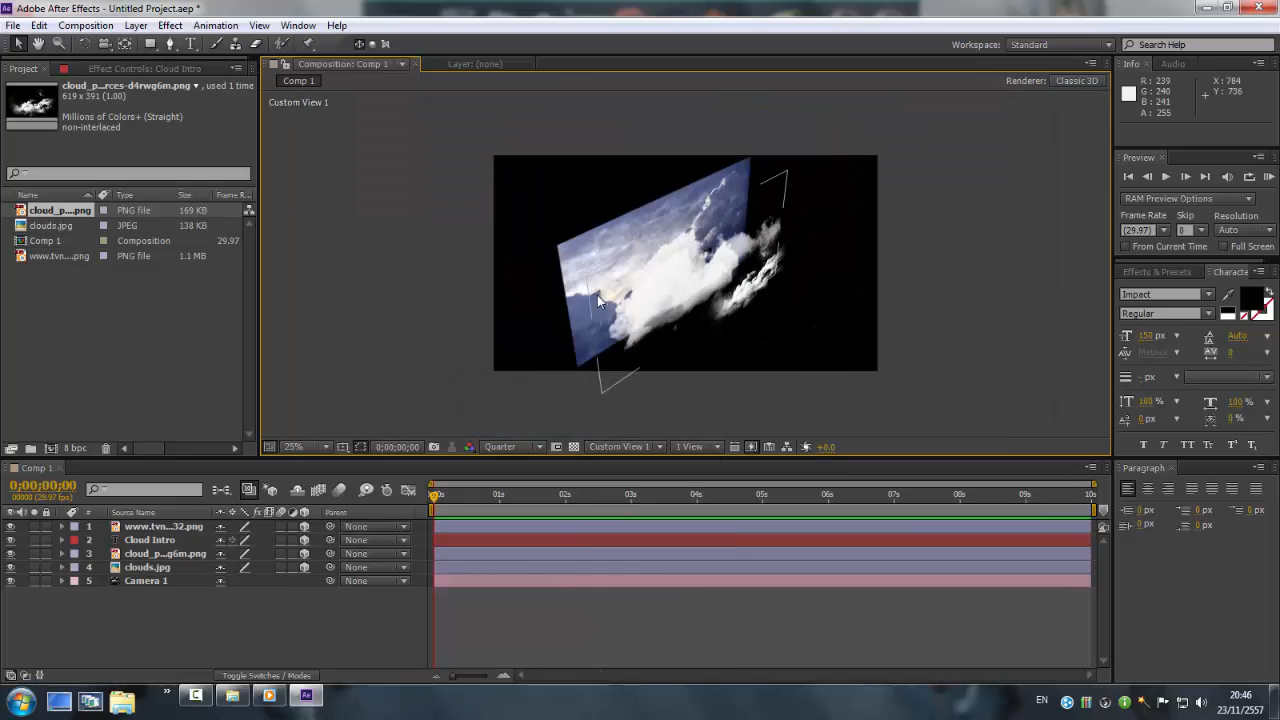 Adobe After Effects - Untitled Project.aep *
File Edit Composition Layer Effect Animation View Window Help
Workspace: Standard Search Help
Project Effect Controls: Cloud Intro
cloud_p...rces-d4rwg6m.png ▾ , used 1 time
619 x 391 (1.00)
Millions of Colors+ (Straight)
non-interlaced
Name Type Size Frame R...
cloud_p....png PNG file 169 KB
clouds.jpg JPEG 138 KB
Comp 1 Composition 29.97
www.tvn...png PNG file 1.1 MB
8 bpc
Composition: Comp 1 Layer: (none)
Comp 1 Renderer: Classic 3D
Custom View 1
25% 0;00;00;00 Quarter Custom View 1 1 View +0.0
Info Audio
R : 239 X : 784
G : 240 Y : 736
B : 241
A : 255
Preview
RAM Preview Options
Frame Rate Skip Resolution
(29.97) 0 Auto
From Current Time Full Screen
Effects & Presets Characte
Impact
Regular
150 px Auto
Metrics 0
- px
100 % 100 %
0 px 0 %
T T TT Tr T¹ T₁
Paragraph
0 px 0 px 0 px
0 px 0 px
Comp 1
0;00;00;00
00000 (29.97 fps)
0s 01s 02s 03s 04s 05s 06s 07s 08s 09s 10s
# Source Name Parent
1 www.tvn...32.png None
2 T Cloud Intro None
3 cloud_p...g6m.png None
4 clouds.jpg None
5 Camera 1 None
Toggle Switches / Modes
EN 20:46
23/11/2557